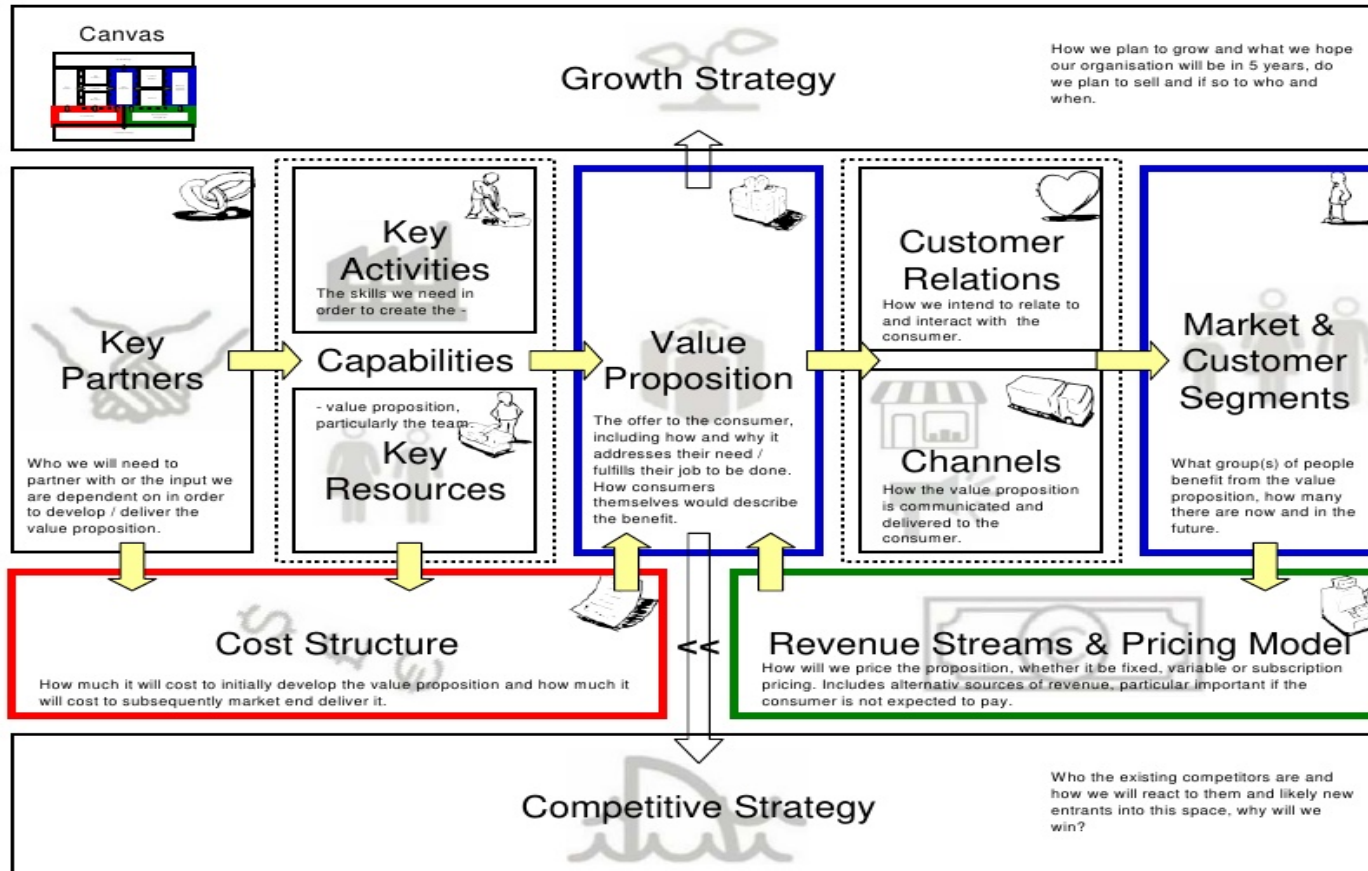 Canvas
Growth Strategy
How we plan to grow and what we hope
our organisation will be in 5 years, do
we plan to sell and if so to who and
when.
Key
Partners
Who we will need to
partner with or the input we
are dependent on in order
to develop / deliver the
value proposition.
Key
Activities
The skills we need in
order to create the -
Capabilities
- value proposition,
particularly the team.
Key
Resources
Value
Proposition
The offer to the consumer,
including how and why it
addresses their need /
fulfills their job to be done.
How consumers
themselves would describe
the benefit.
Customer
Relations
How we intend to relate to
and interact with the
consumer.
Channels
How the value proposition
is communicated and
delivered to the
consumer.
Market &
Customer
Segments
What group(s) of people
benefit from the value
proposition, how many
there are now and in the
future.
Cost Structure
How much it will cost to initially develop the value proposition and how much it
will cost to subsequently market end deliver it.
<<
Revenue Streams & Pricing Model
How will we price the proposition, whether it be fixed, variable or subscription
pricing. Includes alternativ sources of revenue, particular important if the
consumer is not expected to pay.
Competitive Strategy
Who the existing competitors are and
how we will react to them and likely new
entrants into this space, why will we
win?